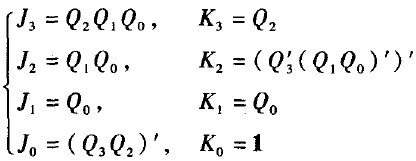 J₃ = Q₂Q₁Q₀ , K₃ = Q₂
J₂ = Q₁Q₀ , K₂ = (Q′₃(Q₁Q₀)′)′
J₁ = Q₀ , K₁ = Q₀
J₀ = (Q₃Q₂)′ , K₀ = 1